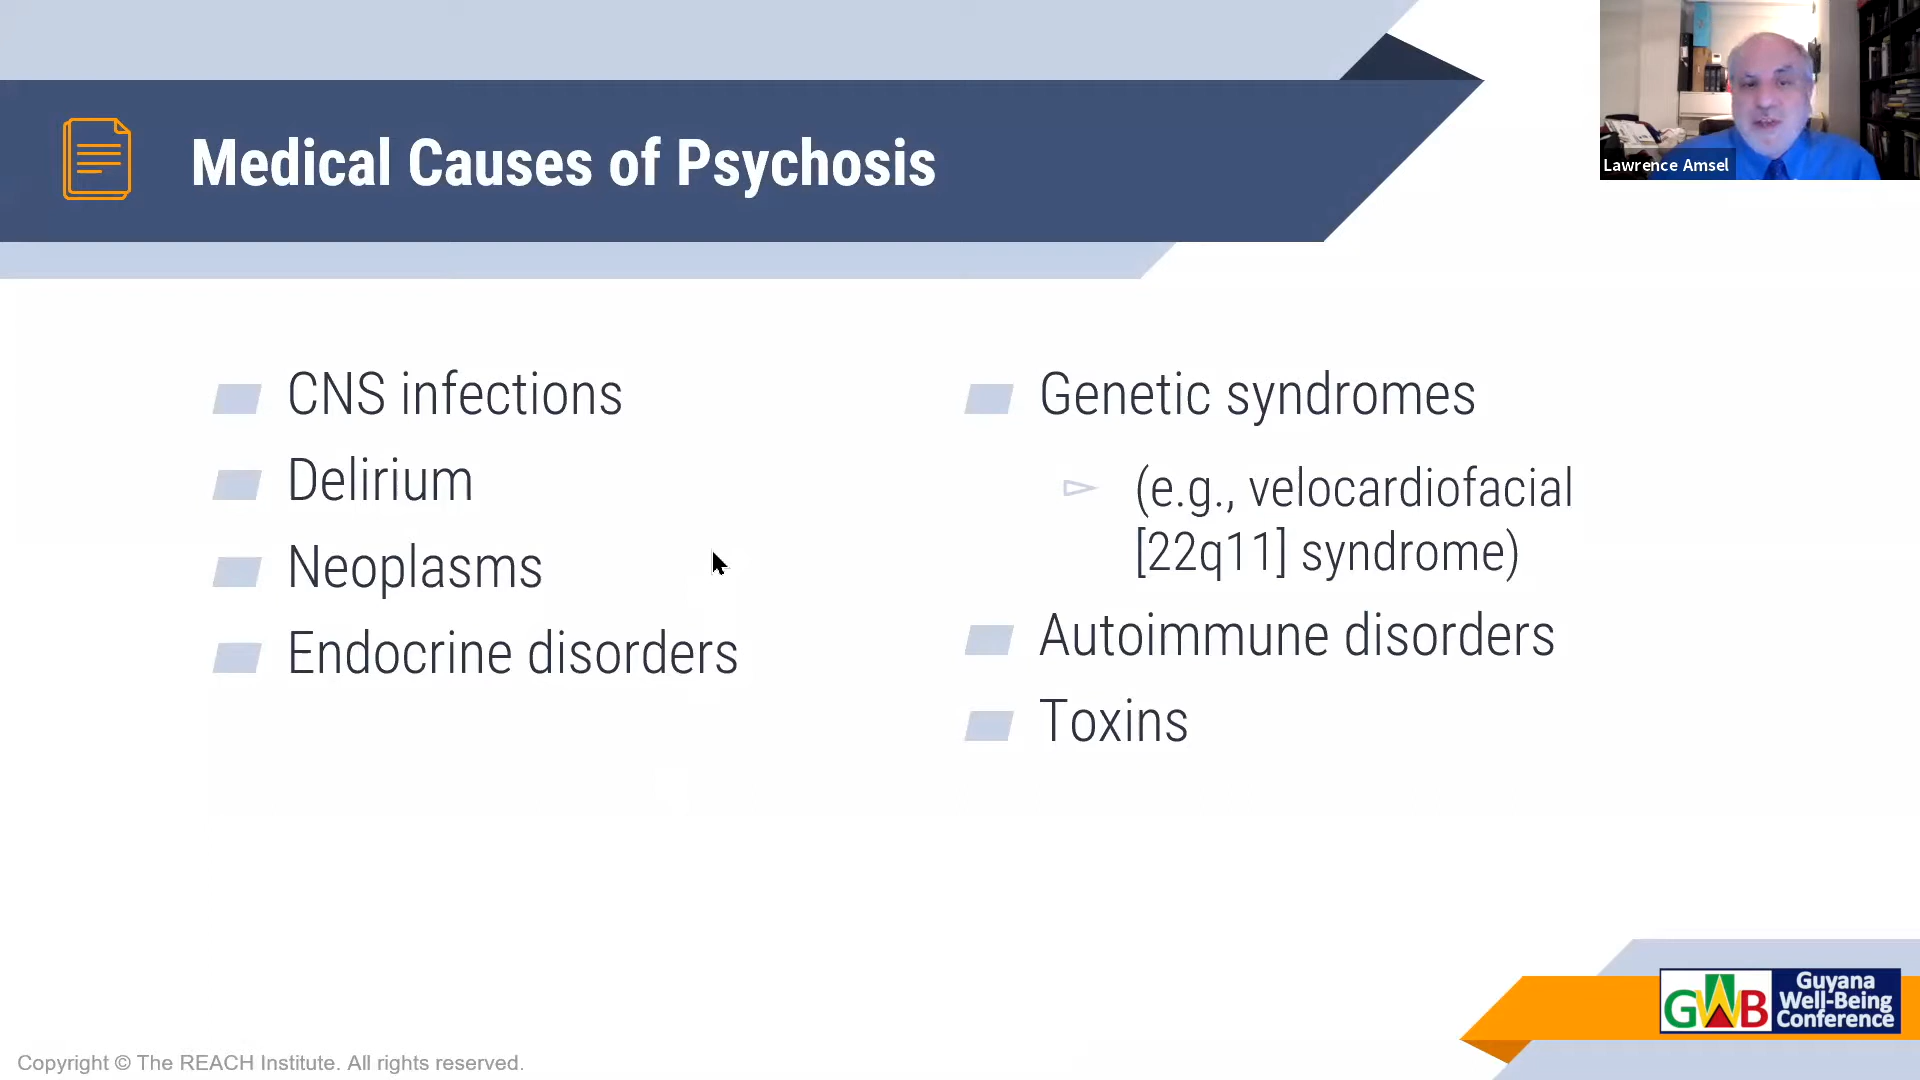 Medical Causes of Psychosis
Lawrence Amsel
CNS infections
Delirium
Neoplasms
Endocrine disorders
Genetic syndromes
(e.g., velocardiofacial
[22q11] syndrome)
Autoimmune disorders
Toxins
GWB
Guyana
Well-Being
Conference
Copyright © The REACH Institute. All rights reserved.